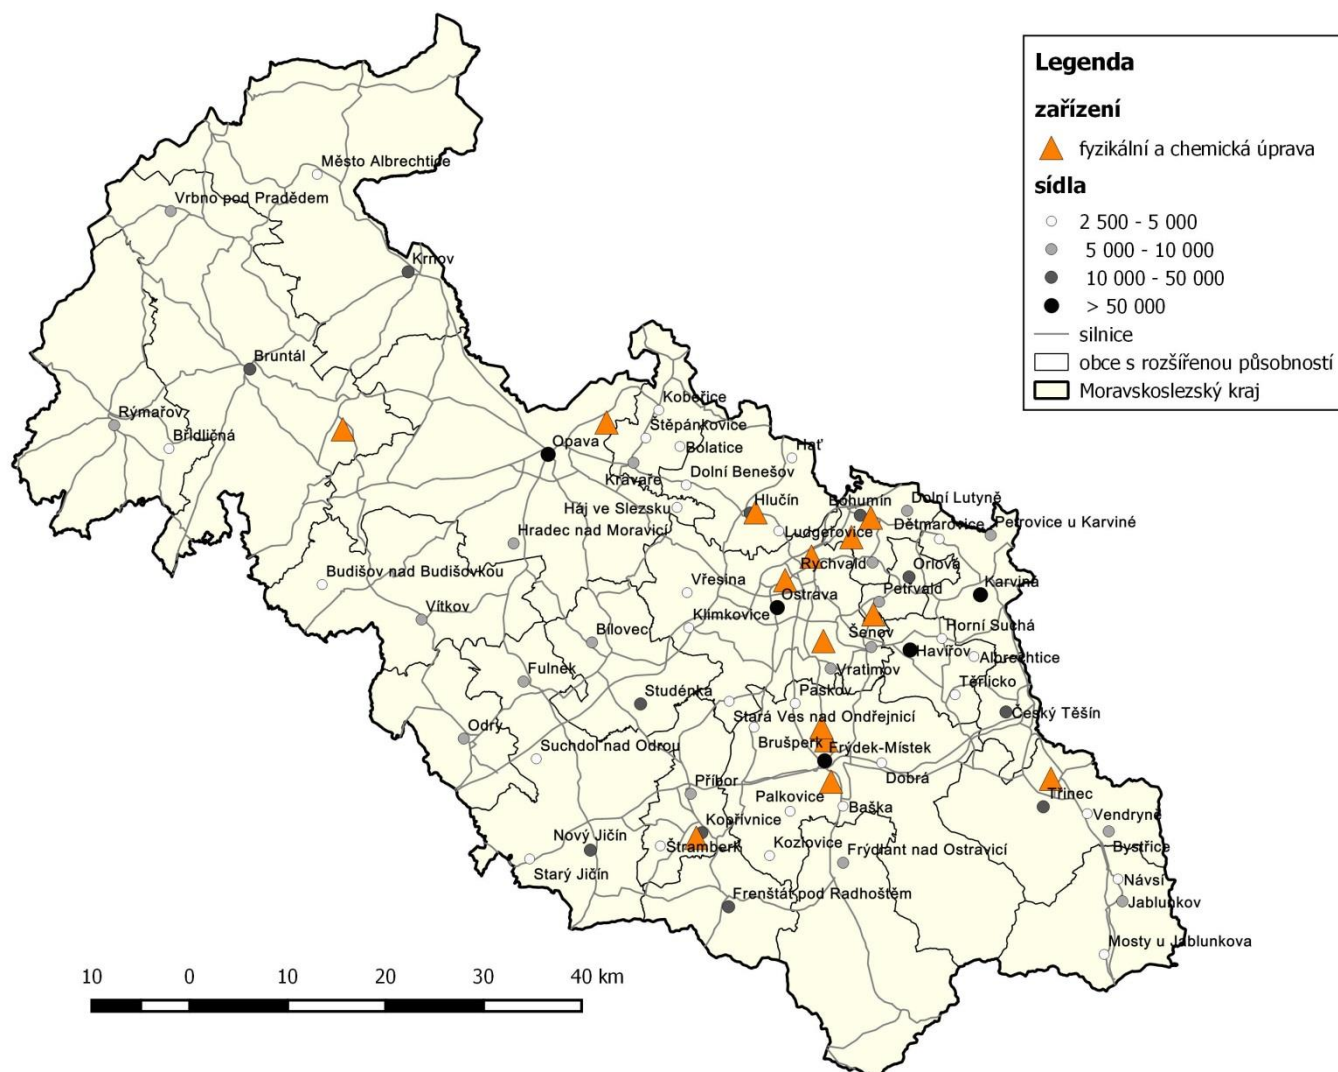 Legenda
zařízení
fyzikální a chemická úprava
sídla
2 500 - 5 000
5 000 - 10 000
10 000 - 50 000
> 50 000
silnice
obce s rozšířenou působností
Moravskoslezský kraj
Město Albrechtice
Vrbno pod Pradědem
Krnov
Bruntál
Rýmařov
Břidličná
Kobeřice
Štěpánkovice
Opava
Bolatice
Hať
Kravaře
Dolní Benešov
Háj ve Slezsku
Hlučín
Bohumín
Dolní Lutyně
Hradec nad Moravicí
Ludgeřovice
Dětmarovice
Petrovice u Karviné
Rychvald
Orlová
Budišov nad Budišovkou
Vřesina
Ostrava
Petřvald
Karviná
Vítkov
Klimkovice
Bílovec
Šenov
Horní Suchá
Havířov
Albrechtice
Fulnek
Vratimov
Těrlicko
Studénka
Paskov
Český Těšín
Odry
Stará Ves nad Ondřejnicí
Suchdol nad Odrou
Brušperk
Frýdek-Místek
Dobrá
Příbor
Palkovice
Baška
Třinec
Vendryně
Kopřivnice
Nový Jičín
Štramberk
Kozlovice
Frýdlant nad Ostravicí
Bystřice
Starý Jičín
Návsí
Frenštát pod Radhoštěm
Jablunkov
Mosty u Jablunkova
10 0 10 20 30 40 km